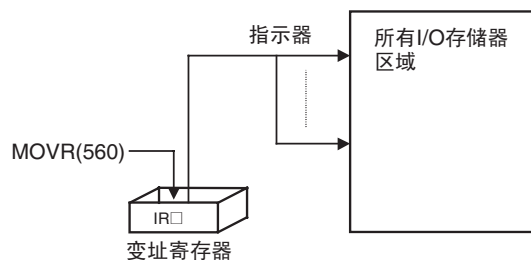 指示器
所有I/O存储器
区域
MOVR(560)
IR□
变址寄存器